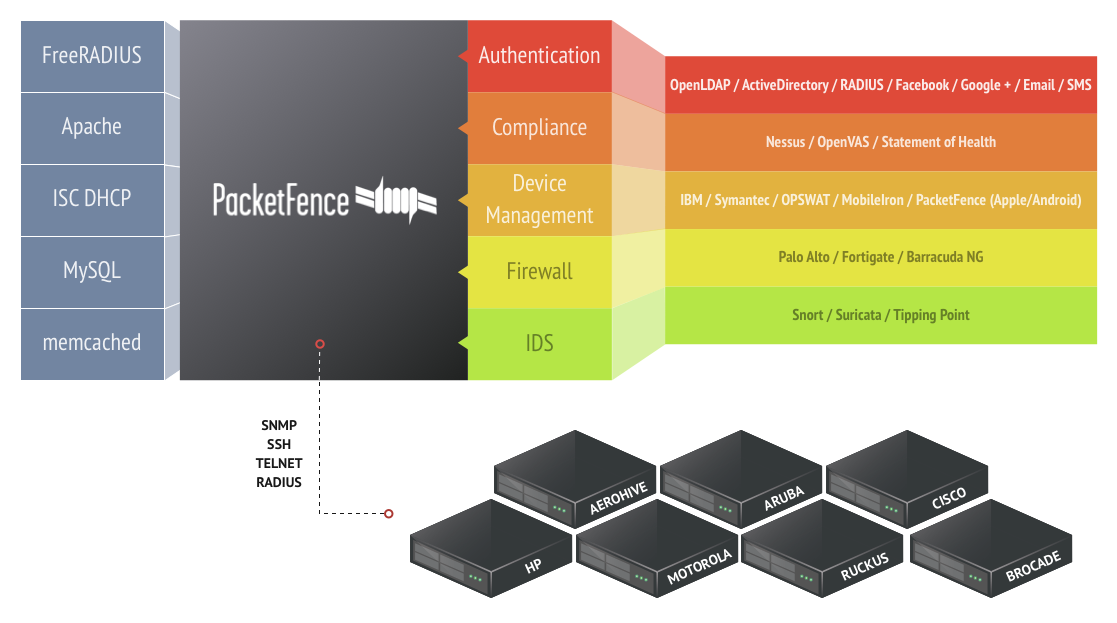 FreeRADIUS
Apache
ISC DHCP
MySQL
memcached
PacketFence
Authentication
Compliance
Device
Management
Firewall
IDS
OpenLDAP / ActiveDirectory / RADIUS / Facebook / Google + / Email / SMS
Nessus / OpenVAS / Statement of Health
IBM / Symantec / OPSWAT / MobileIron / PacketFence (Apple/Android)
Palo Alto / Fortigate / Barracuda NG
Snort / Suricata / Tipping Point
SNMP
SSH
TELNET
RADIUS
AEROHIVE
ARUBA
CISCO
HP
MOTOROLA
RUCKUS
BROCADE